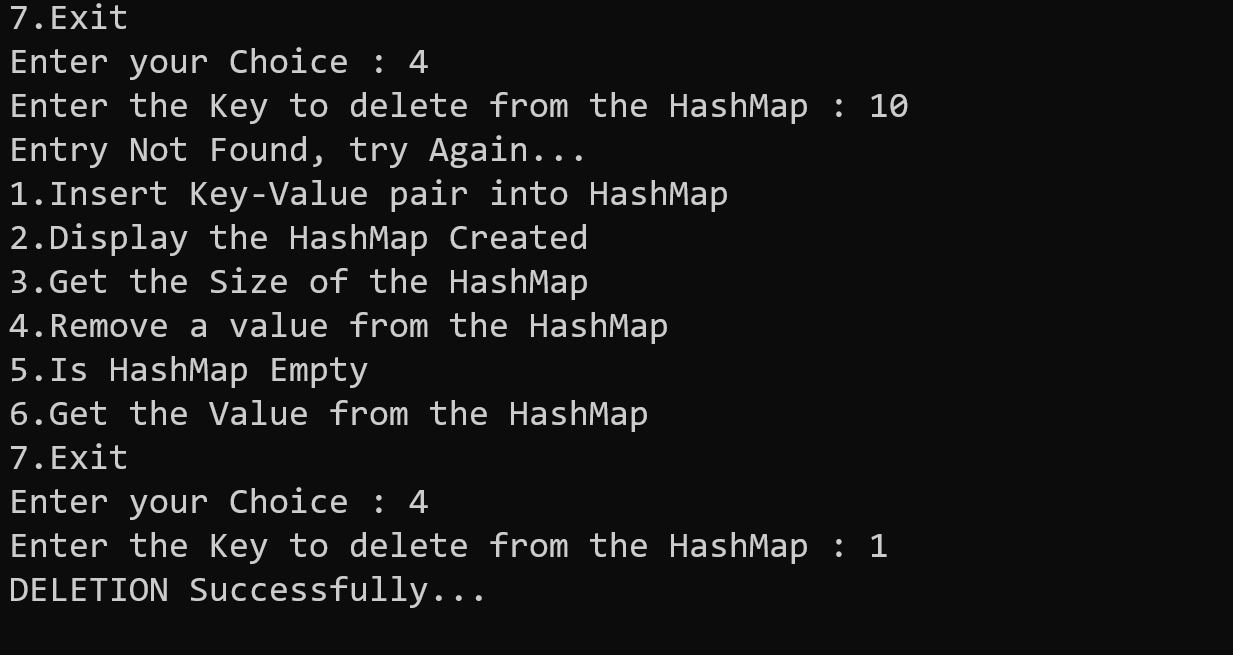 7.Exit
Enter your Choice : 4
Enter the Key to delete from the HashMap : 10
Entry Not Found, try Again...
1.Insert Key-Value pair into HashMap
2.Display the HashMap Created
3.Get the Size of the HashMap
4.Remove a value from the HashMap
5.Is HashMap Empty
6.Get the Value from the HashMap
7.Exit
Enter your Choice : 4
Enter the Key to delete from the HashMap : 1
DELETION Successfully...